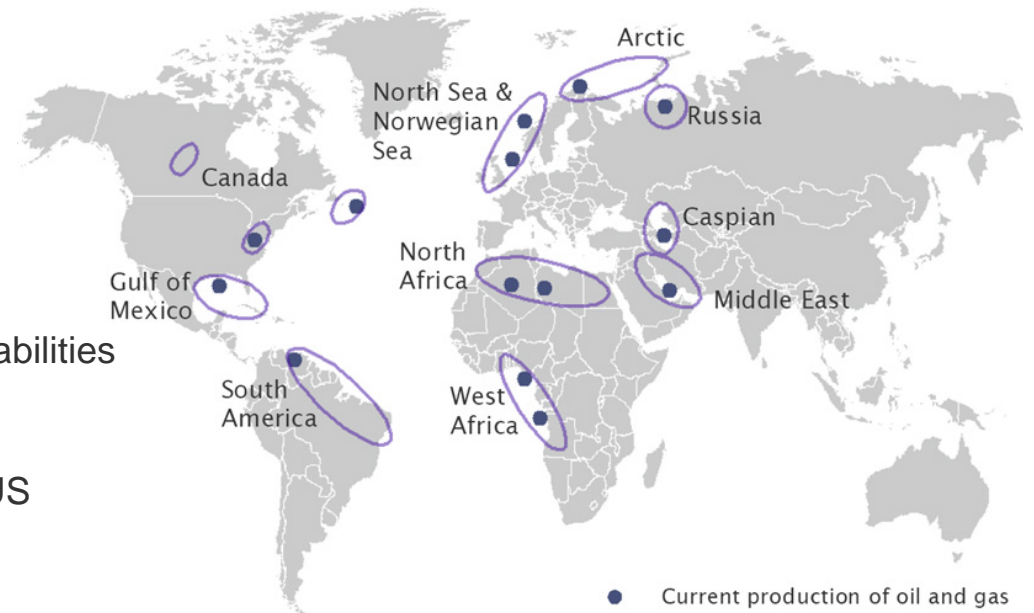 Arctic
North Sea &
Norwegian
Sea
Russia
Canada
Caspian
North
Africa
Gulf of
Mexico
Middle East
abilities
South
America
West
Africa
US
Current production of oil and gas